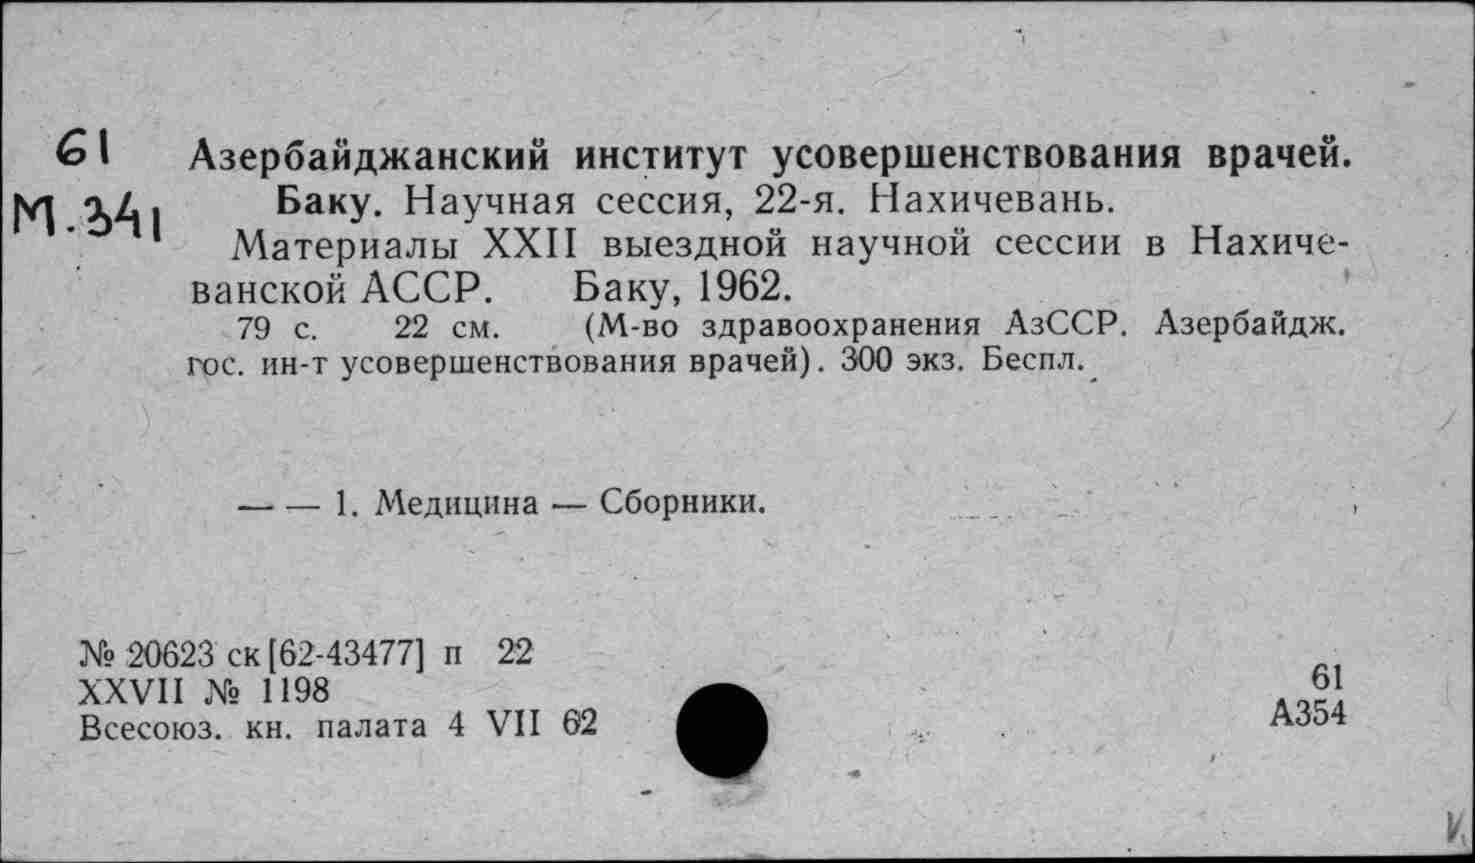 61 Азербайджанский институт усовершенствования врачей.
М.341 Баку. Научная сессия, 22-я. Нахичевань.
Материалы XXII выездной научной сессии в Нахиче-
ванской АССР. Баку, 1962.
79 с. 22 см. (М-во здравоохранения АзССР. Азербайдж.
гос. ин-т усовершенствования врачей). 300 экз. Беспл.
— — 1. Медицина — Сборники.
№ 20623 ск [62-43477] п 22
XXVII № 1198
Всесоюз. кн. палата 4 VII 62
61
А354